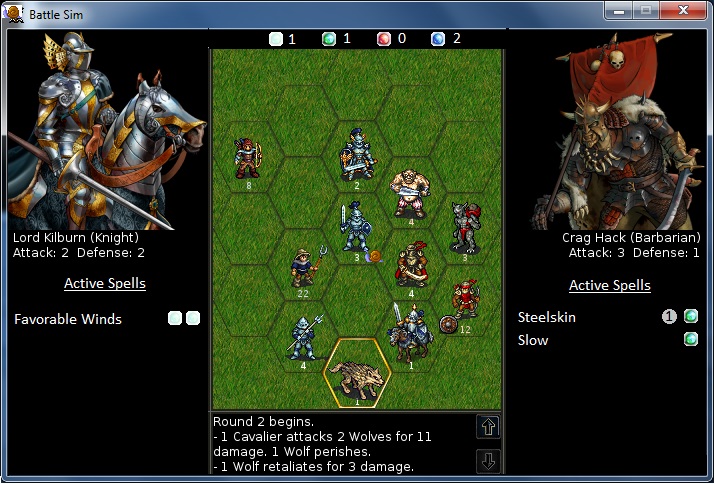 Battle Sim
1 1 0 2
8
2
4
3
3
22
4
12
4
1
1
Lord Kilburn (Knight)
Attack: 2 Defense: 2
Active Spells
Favorable Winds
Crag Hack (Barbarian)
Attack: 3 Defense: 1
Active Spells
Steelskin 1
Slow
Round 2 begins.
- 1 Cavalier attacks 2 Wolves for 11
damage. 1 Wolf perishes.
- 1 Wolf retaliates for 3 damage.